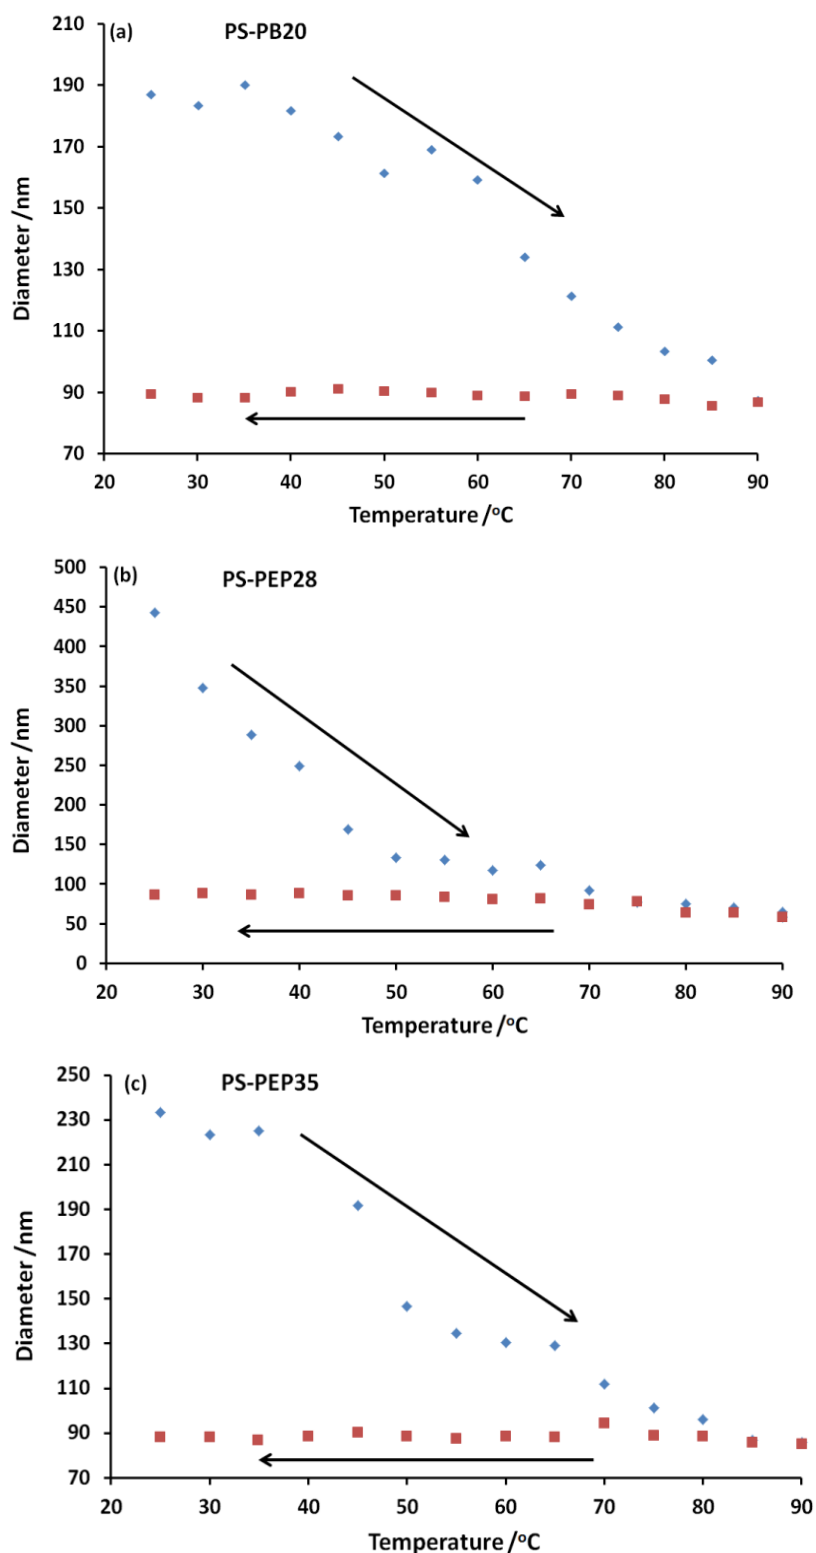 (a) PS-PB20
210
190
170
150
130
110
90
70
20 30 40 50 60 70 80 90
Diameter /nm
Temperature /°C
(b) PS-PEP28
500
450
400
350
300
250
200
150
100
50
0
20 30 40 50 60 70 80 90
Diameter /nm
Temperature /°C
(c) PS-PEP35
250
230
210
190
170
150
130
110
90
70
20 30 40 50 60 70 80 90
Diameter /nm
Temperature /°C